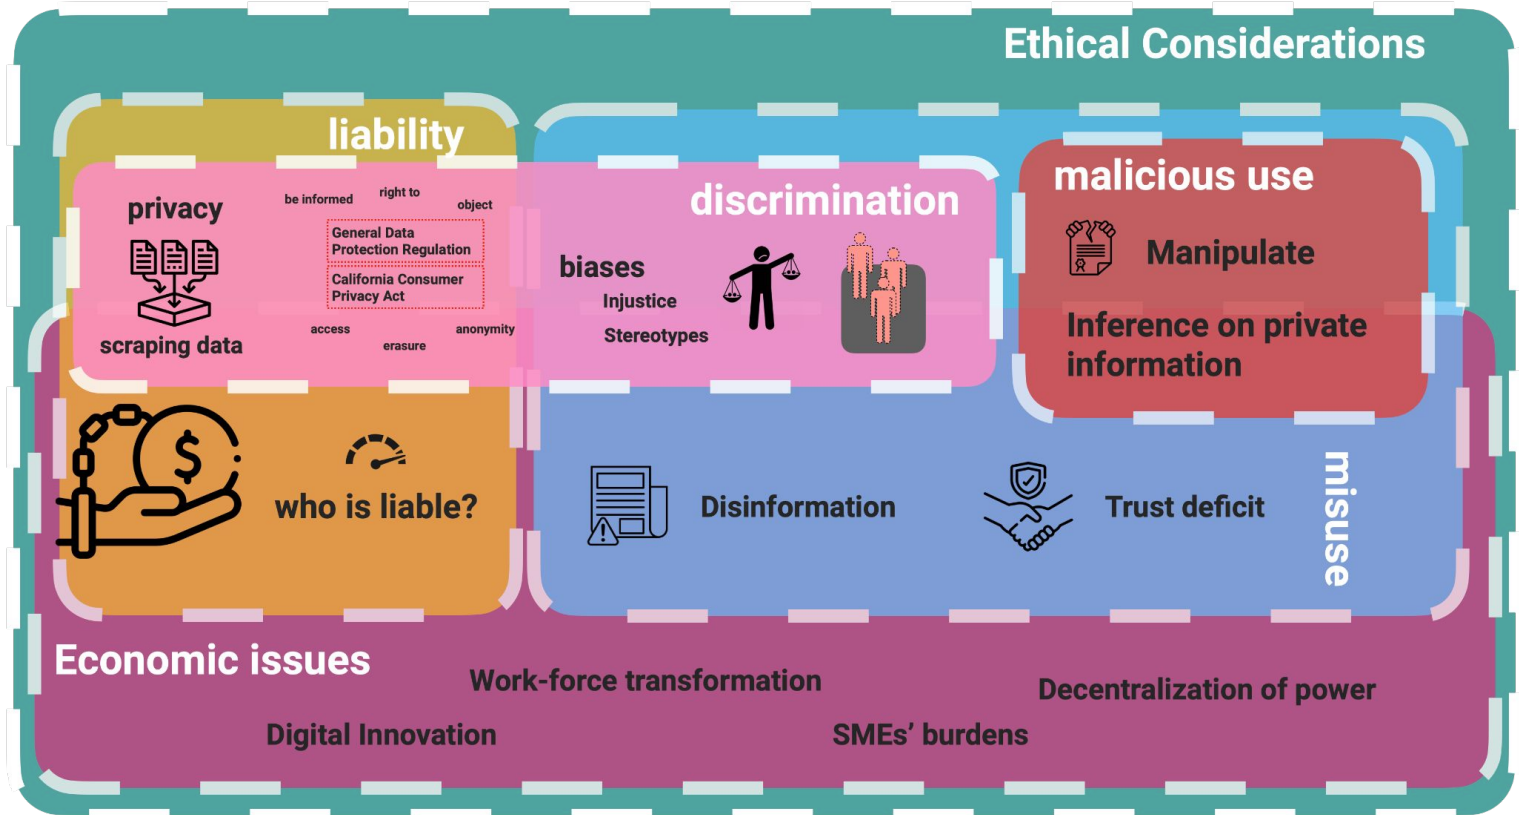 Ethical Considerations
liability
privacy
be informed
right to
object
General Data
Protection Regulation
California Consumer
Privacy Act
access
erasure
anonymity
scraping data
discrimination
biases
Injustice
Stereotypes
malicious use
Manipulate
Inference on private
information
$
who is liable?
Disinformation
Trust deficit
misuse
Economic issues
Work-force transformation
Decentralization of power
Digital Innovation
SMEs’ burdens